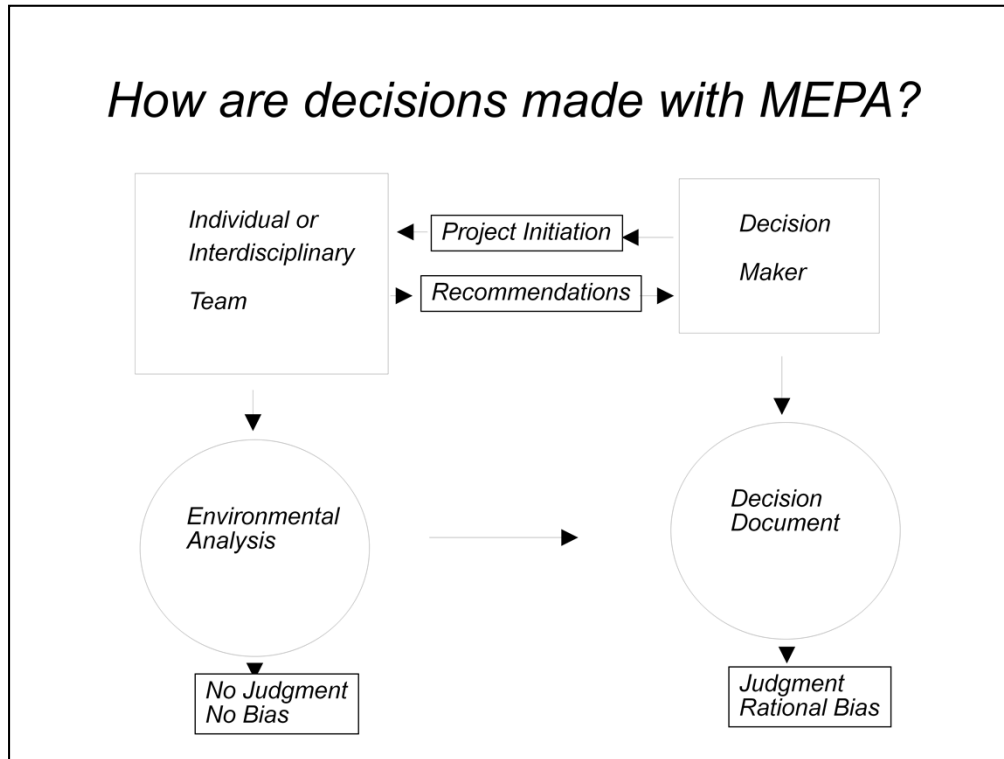 How are decisions made with MEPA?
Individual or
Interdisciplinary
Team
Project Initiation
Recommendations
Decision
Maker
Environmental
Analysis
Decision
Document
No Judgment
No Bias
Judgment
Rational Bias